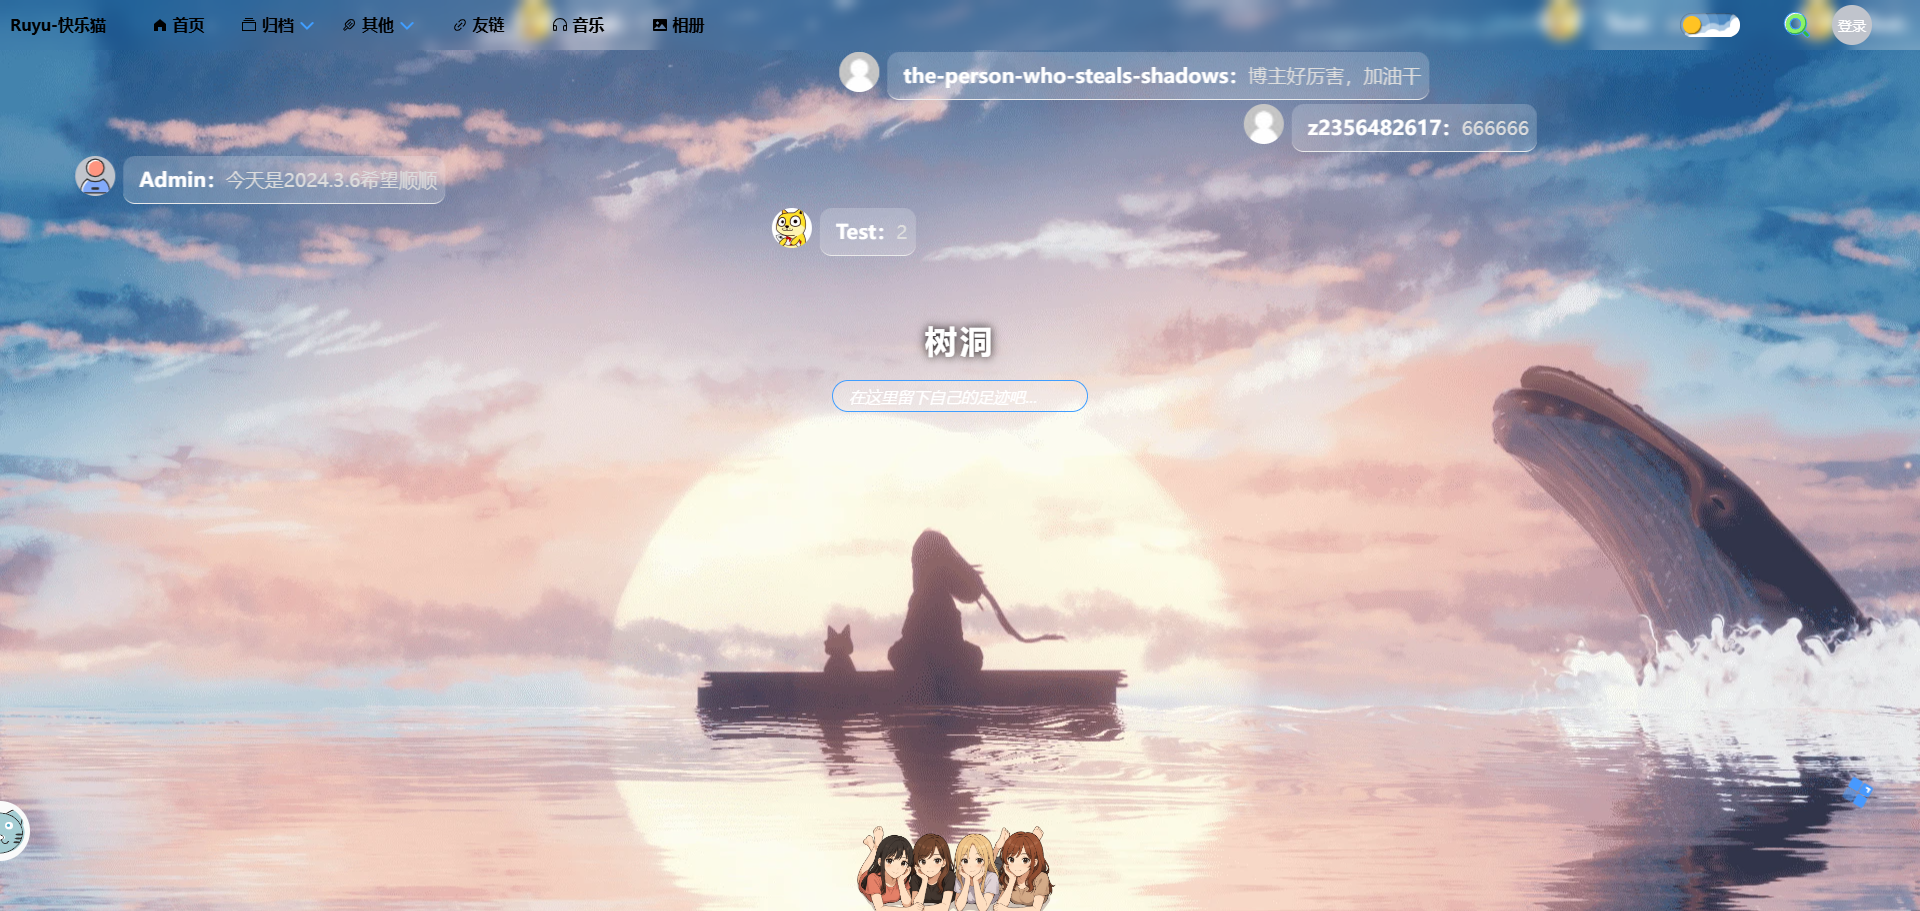 Ruyu-快乐猫 首页 归档 其他 友链 音乐 相册 登录
the-person-who-steals-shadows： 博主好厉害，加油干
z2356482617： 666666
Admin： 今天是2024.3.6希望顺顺
Test： 2
树洞
在这里留下自己的足迹吧...